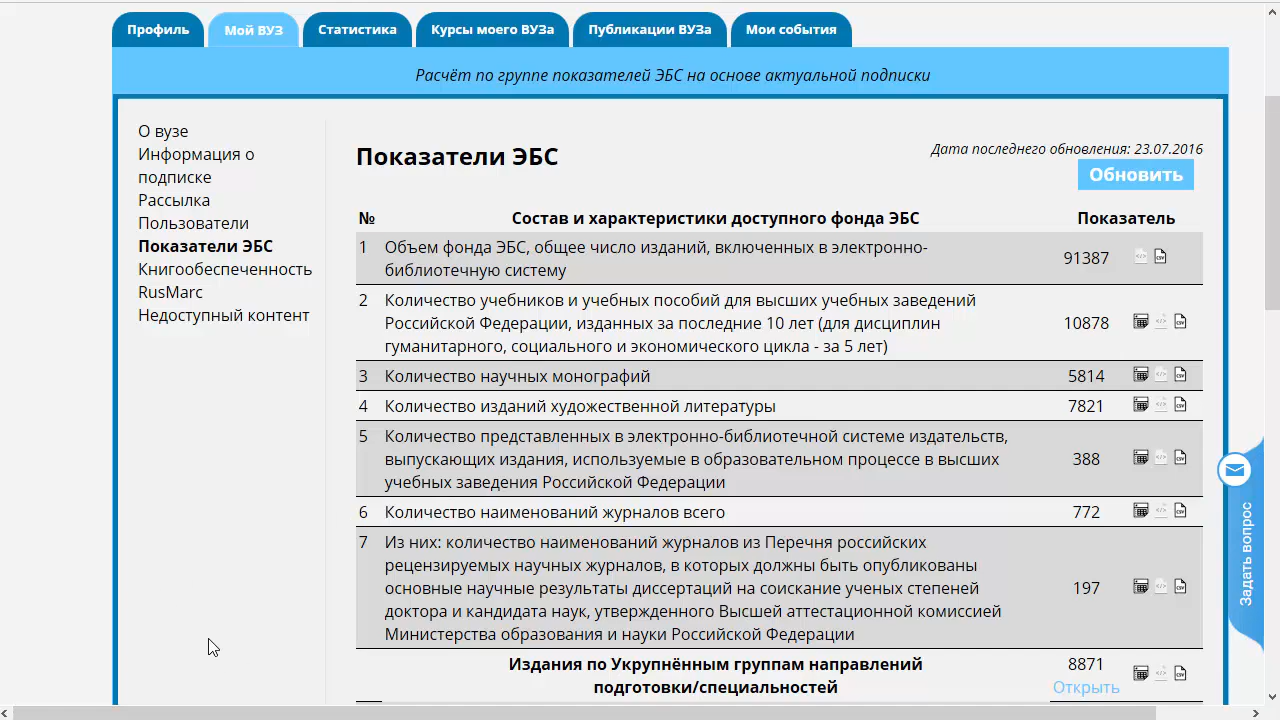 Профиль
Мой ВУЗ
Статистика
Курсы моего ВУЗа
Публикации ВУЗа
Мои события
Расчёт по группе показателей ЭБС на основе актуальной подписки
О вузе
Информация о
подписке
Рассылка
Пользователи
Показатели ЭБС
Книгообеспеченность
RusMarc
Недоступный контент
Показатели ЭБС
Дата последнего обновления: 23.07.2016
Обновить
№ Состав и характеристики доступного фонда ЭБС Показатель
1 Объем фонда ЭБС, общее число изданий, включенных в электронно-
библиотечную систему
91387
2 Количество учебников и учебных пособий для высших учебных заведений
Российской Федерации, изданных за последние 10 лет (для дисциплин
гуманитарного, социального и экономического цикла - за 5 лет)
10878
3 Количество научных монографий 5814
4 Количество изданий художественной литературы 7821
5 Количество представленных в электронно-библиотечной системе издательств,
выпускающих издания, используемые в образовательном процессе в высших
учебных заведения Российской Федерации
388
6 Количество наименований журналов всего 772
7 Из них: количество наименований журналов из Перечня российских
рецензируемых научных журналов, в которых должны быть опубликованы
основные научные результаты диссертаций на соискание ученых степеней
доктора и кандидата наук, утвержденного Высшей аттестационной комиссией
Министерства образования и науки Российской Федерации
197
Издания по Укрупнённым группам направлений
подготовки/специальностей
8871
Открыть
Задать вопрос